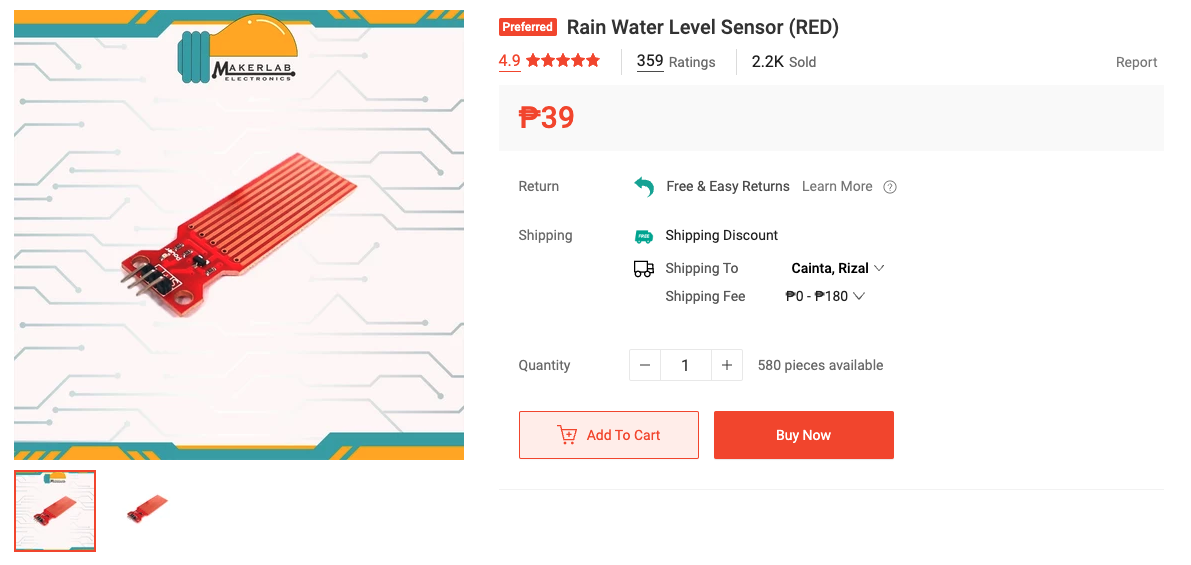 MAKERLAB
ELECTRONICS
Preferred Rain Water Level Sensor (RED)
4.9 359 Ratings 2.2K Sold Report
₱39
Return Free & Easy Returns Learn More ?
Shipping FREE Shipping Discount
Shipping To Cainta, Rizal
Shipping Fee ₱0 - ₱180
Quantity − 1 + 580 pieces available
Add To Cart Buy Now